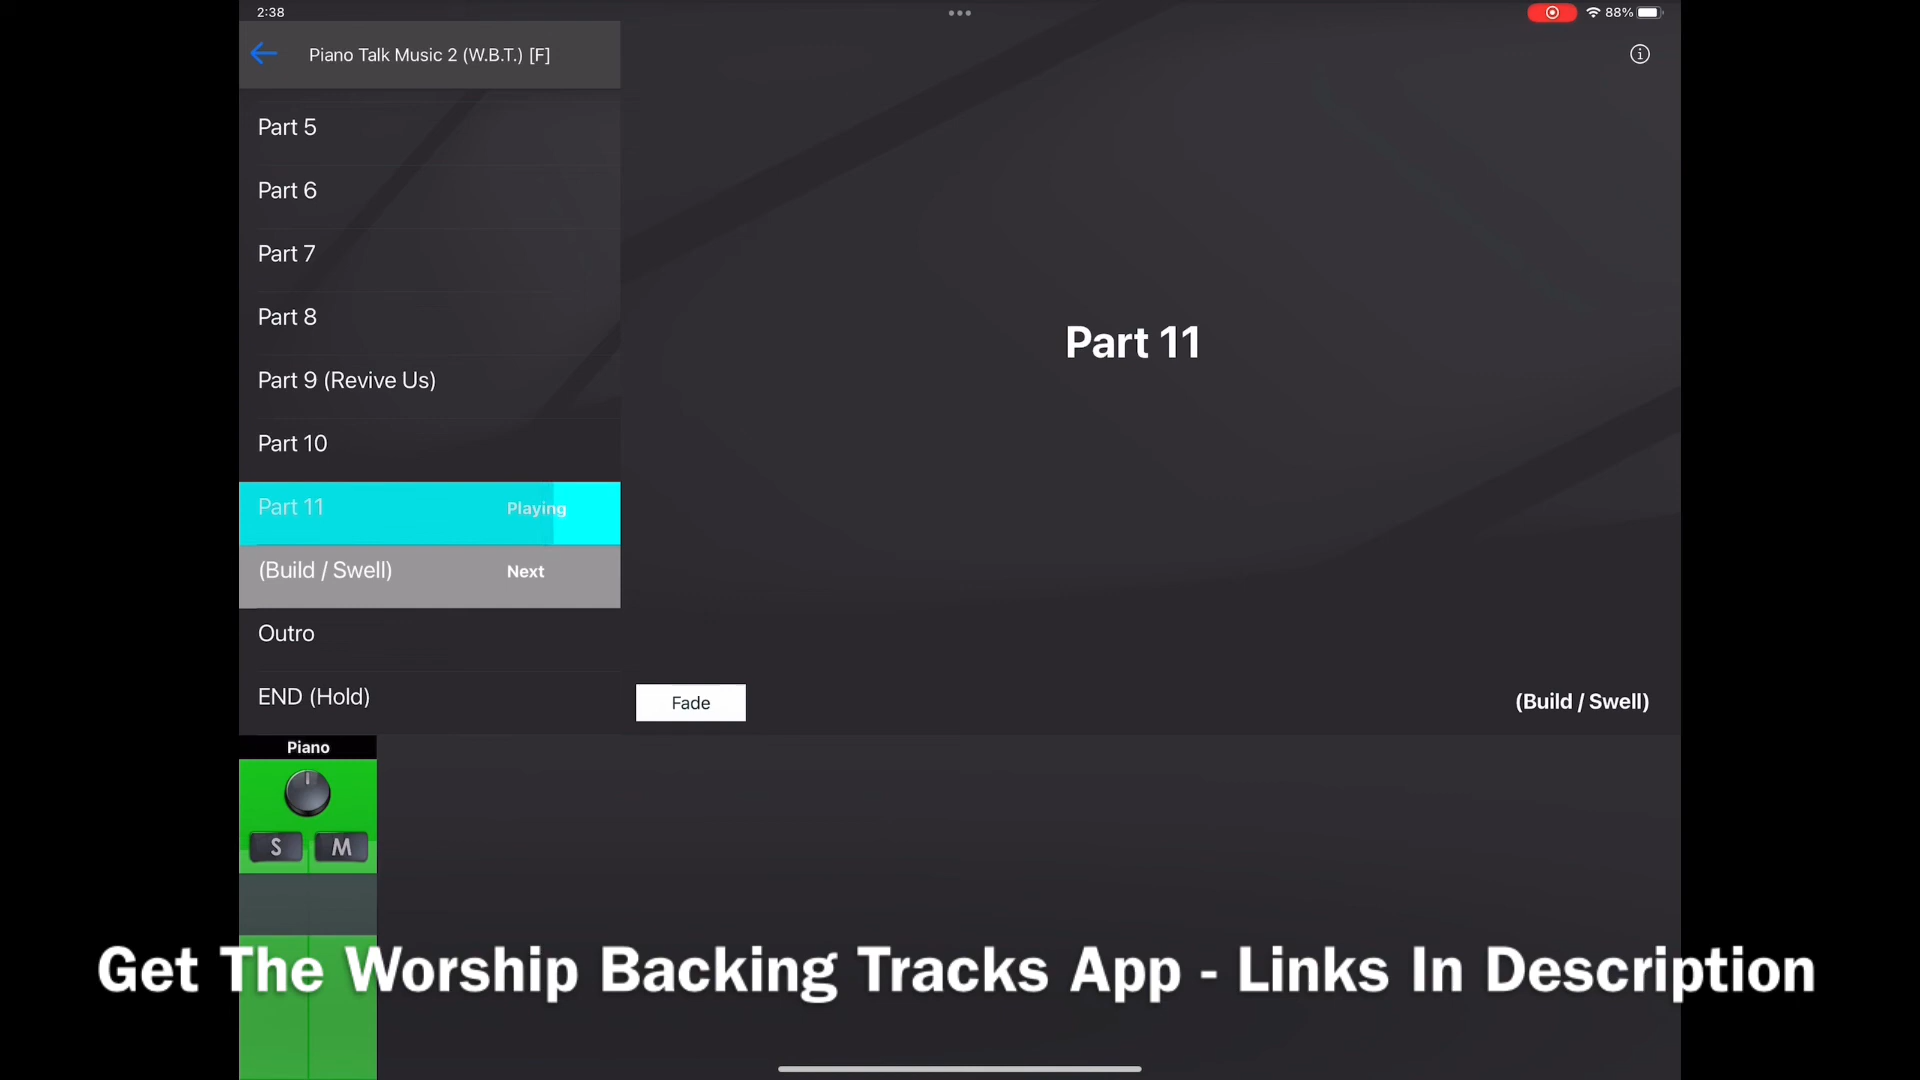 2:38
88%
Piano Talk Music 2 (W.B.T.) [F]
Part 5
Part 6
Part 7
Part 8
Part 9 (Revive Us)
Part 10
Part 11 Playing
(Build / Swell) Next
Outro
END (Hold)
Part 11
Fade
(Build / Swell)
Piano
S M
Get The Worship Backing Tracks App - Links In Description